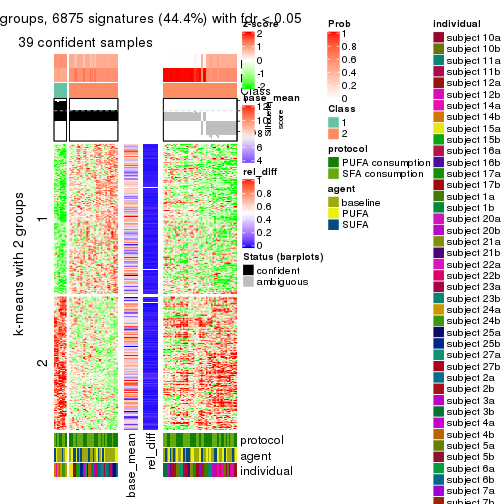 groups, 6875 signatures (44.4%) with fdr < 0.05
39 confident samples
k-means with 2 groups
1
2
Class
Silhouette score
base_mean
rel_diff
protocol
agent
individual
z-score
2
1
0
-1
-2
base_mean
12
10
8
6
4
rel_diff
1
0.8
0.6
0.4
0.2
0
Status (barplots)
confident
ambiguous
Prob
1
0.8
0.6
0.4
0.2
0
Class
1
2
protocol
PUFA consumption
SFA consumption
agent
baseline
PUFA
SUFA
individual
subject 10a
subject 10b
subject 11a
subject 11b
subject 12a
subject 12b
subject 14a
subject 14b
subject 15a
subject 15b
subject 16a
subject 16b
subject 17a
subject 17b
subject 1a
subject 1b
subject 20a
subject 20b
subject 21a
subject 21b
subject 22a
subject 22b
subject 23a
subject 23b
subject 24a
subject 24b
subject 25a
subject 25b
subject 27a
subject 27b
subject 2a
subject 2b
subject 3a
subject 3b
subject 4a
subject 4b
subject 5a
subject 5b
subject 6a
subject 6b
subject 7a
subject 7b